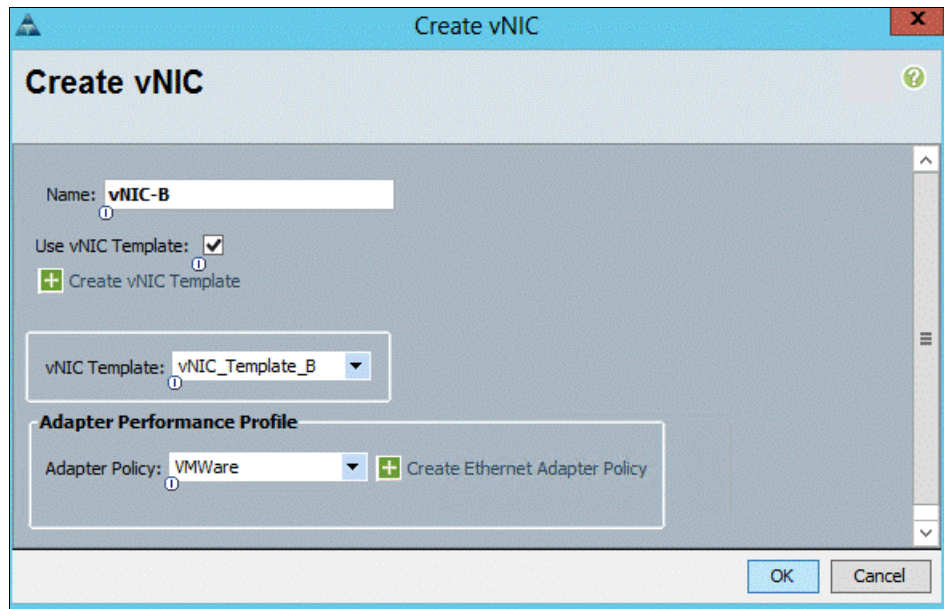 Create vNIC
x
Create vNIC
?
Name: vNIC-B
Use vNIC Template:
Create vNIC Template
vNIC Template: vNIC_Template_B
Adapter Performance Profile
Adapter Policy: VMWare Create Ethernet Adapter Policy
OK Cancel